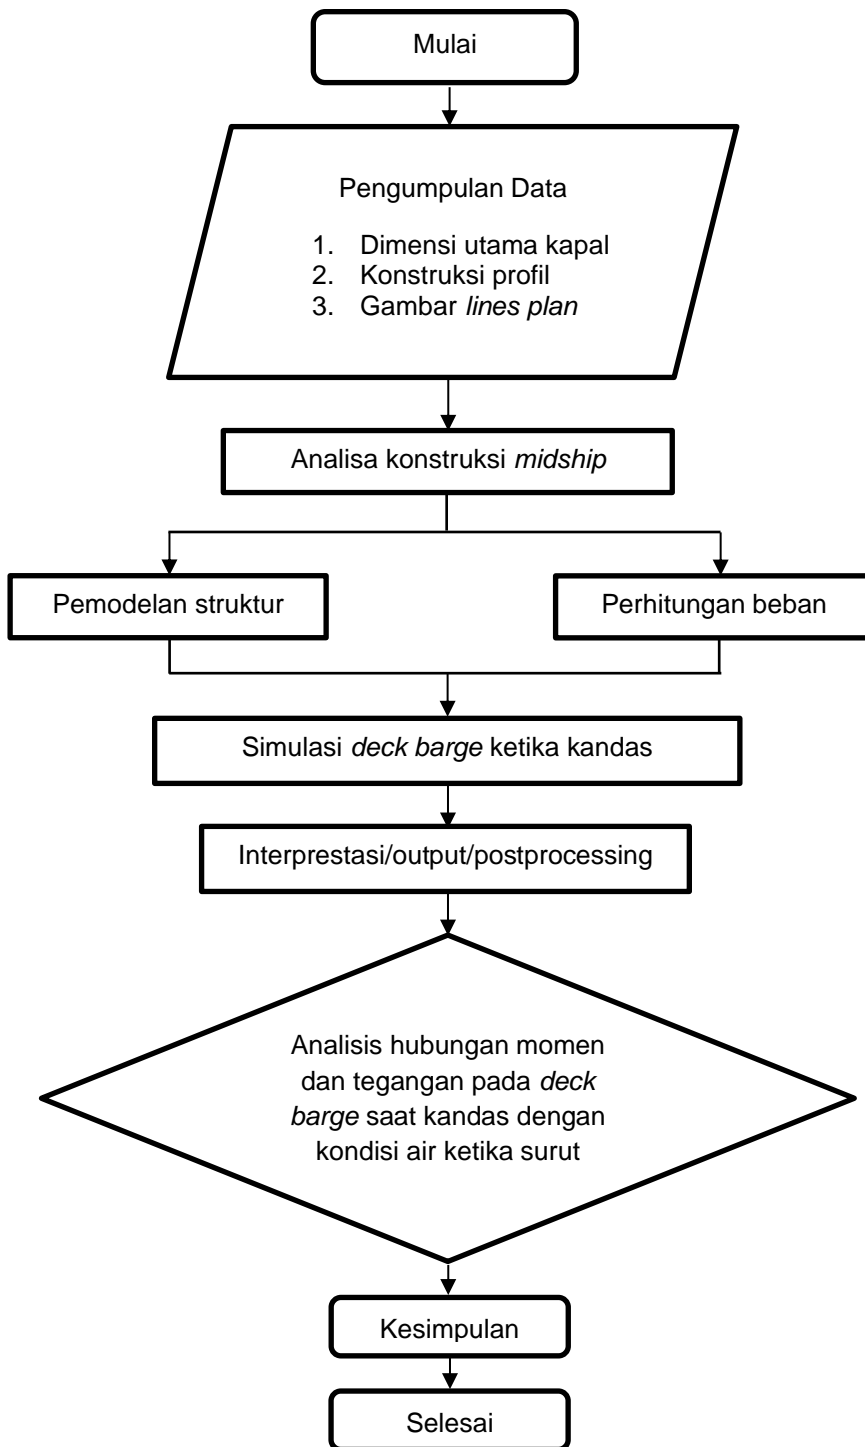 Mulai
Pengumpulan Data
1. Dimensi utama kapal
2. Konstruksi profil
3. Gambar lines plan
Analisa konstruksi midship
Pemodelan struktur
Perhitungan beban
Simulasi deck barge ketika kandas
Interprestasi/output/postprocessing
Analisis hubungan momen
dan tegangan pada deck
barge saat kandas dengan
kondisi air ketika surut
Kesimpulan
Selesai